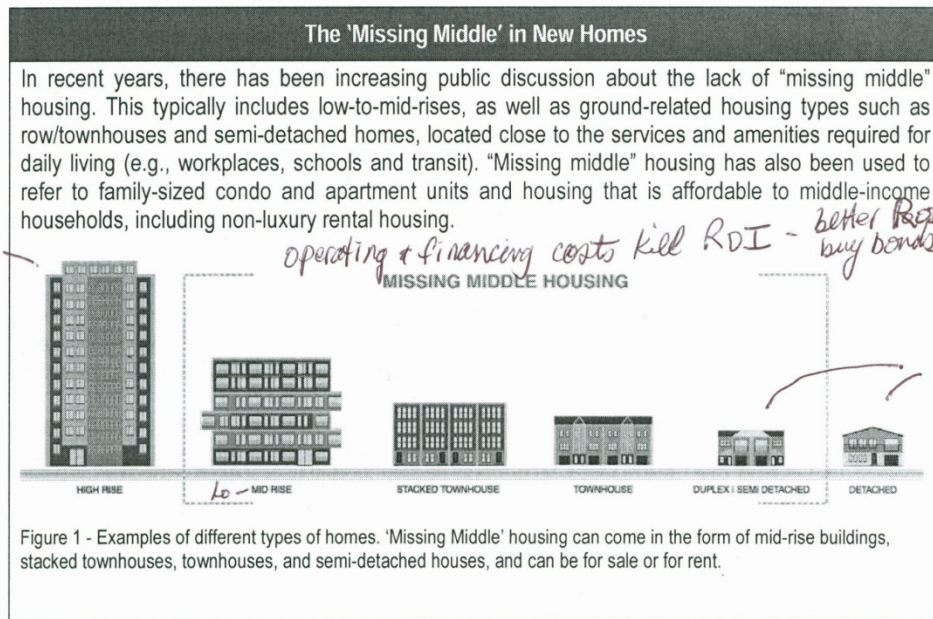 The 'Missing Middle' in New Homes
In recent years, there has been increasing public discussion about the lack of “missing middle”
housing. This typically includes low-to-mid-rises, as well as ground-related housing types such as
row/townhouses and semi-detached homes, located close to the services and amenities required for
daily living (e.g., workplaces, schools and transit). “Missing middle” housing has also been used to
refer to family-sized condo and apartment units and housing that is affordable to middle-income
households, including non-luxury rental housing.
operating + financing costs kill ROI - better
buy bonds
MISSING MIDDLE HOUSING
HIGH RISE Lo- MID RISE STACKED TOWNHOUSE TOWNHOUSE DUPLEX | SEMI DETACHED DETACHED
Figure 1 - Examples of different types of homes. 'Missing Middle' housing can come in the form of mid-rise buildings,
stacked townhouses, townhouses, and semi-detached houses, and can be for sale or for rent.